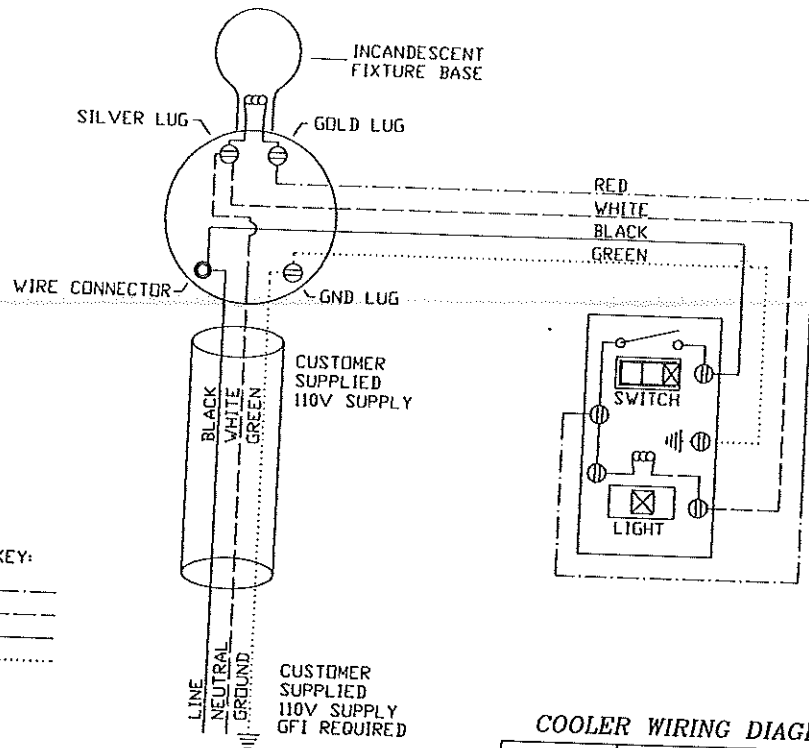 INCANDESCENT
FIXTURE BASE
SILVER LUG
GOLD LUG
RED
WHITE
BLACK
GREEN
WIRE CONNECTOR
GND LUG
CUSTOMER
SUPPLIED
110V SUPPLY
BLACK
WHITE
GREEN
SWITCH
LIGHT
KEY:
LINE
NEUTRAL
GROUND
CUSTOMER
SUPPLIED
110V SUPPLY
GFI REQUIRED
COOLER WIRING DIAG